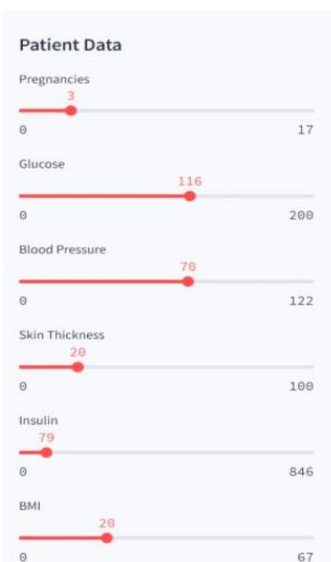 Patient Data
Pregnancies
3
0 17
Glucose
116
0 200
Blood Pressure
70
0 122
Skin Thickness
20
0 100
Insulin
79
0 846
BMI
20
0 67